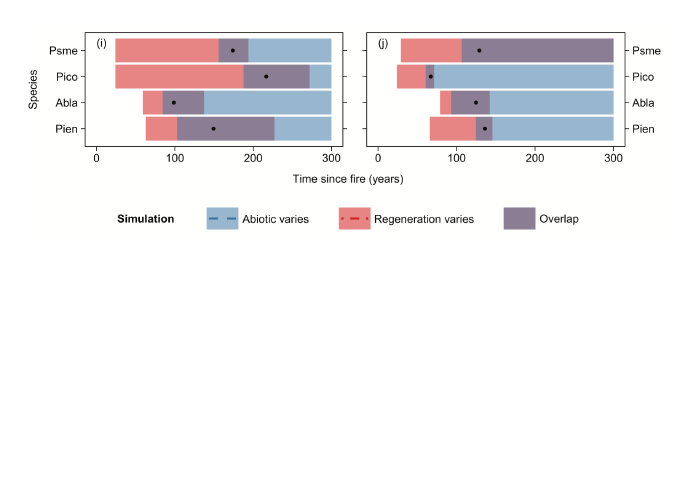 (i) (j)
Psme Psme
Pico Pico
Abla Abla
Pien Pien
Species
0 100 200 300 0 100 200 300
Time since fire (years)
Simulation Abiotic varies Regeneration varies Overlap